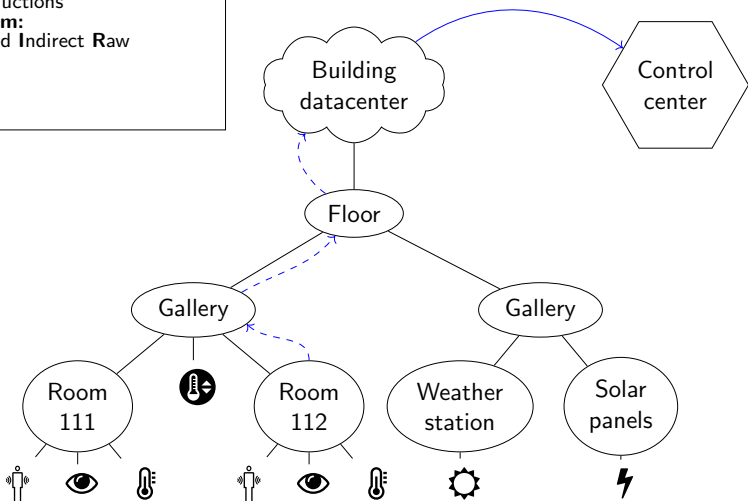 uctions
m:
d Indirect Raw
Building
datacenter
Control
center
Floor
Gallery
Gallery
Room
111
Room
112
Weather
station
Solar
panels